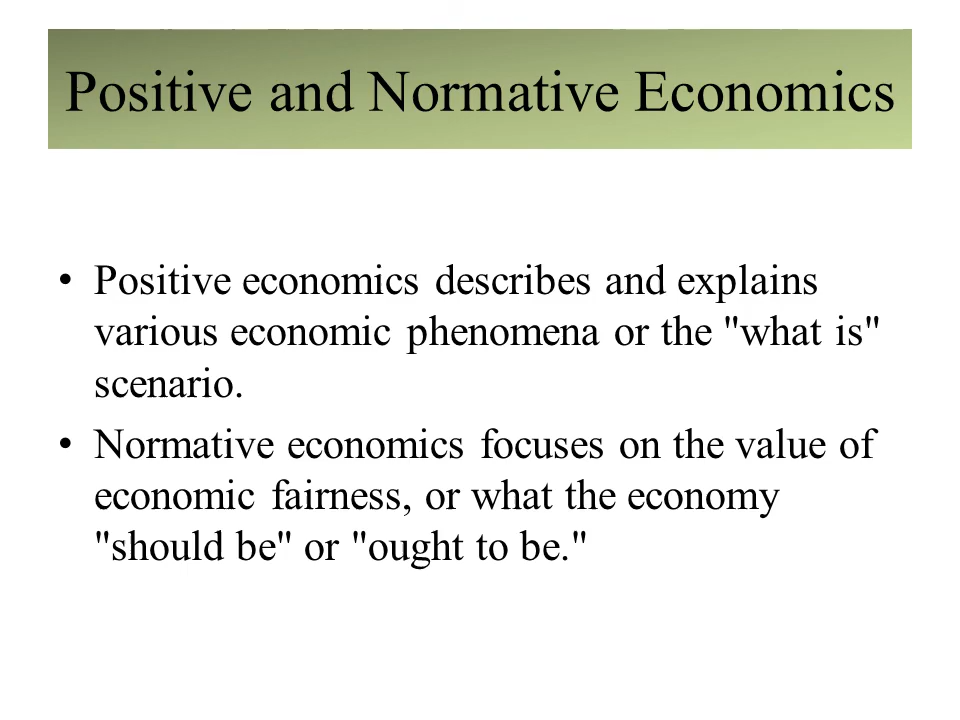 Positive and Normative Economics
• Positive economics describes and explains
various economic phenomena or the "what is"
scenario.
• Normative economics focuses on the value of
economic fairness, or what the economy
"should be" or "ought to be."